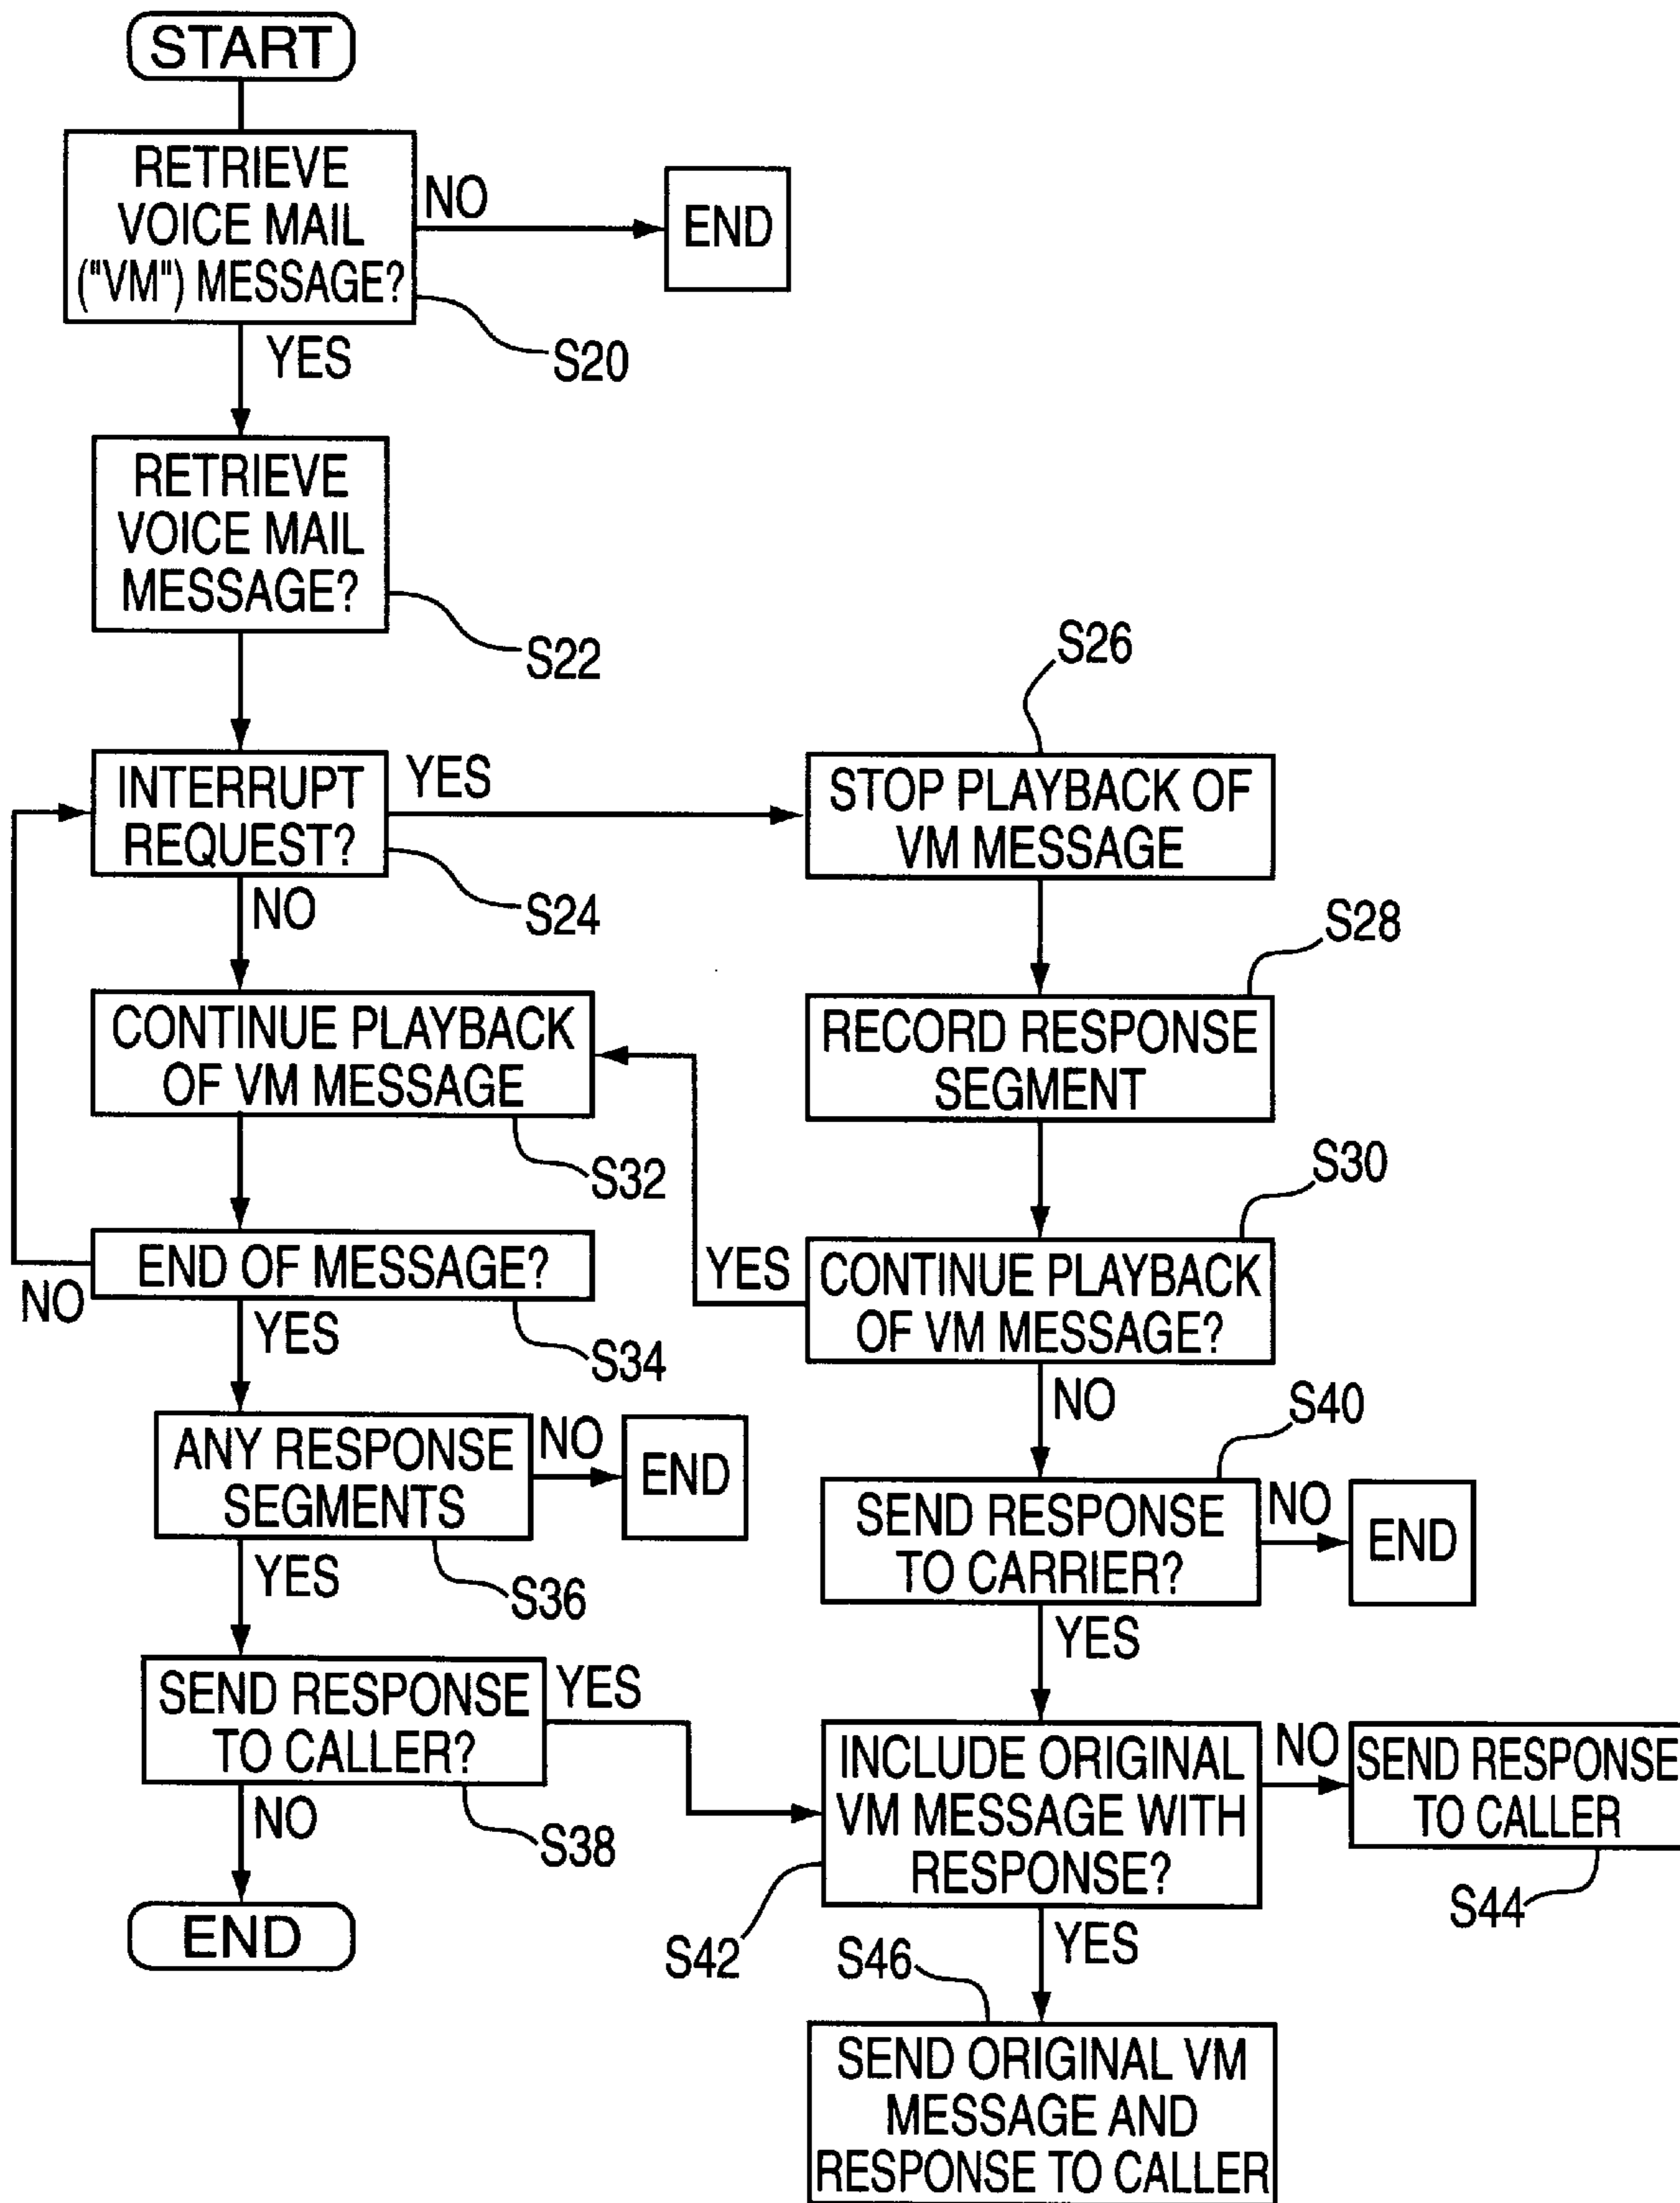 START
RETRIEVE
VOICE MAIL
("VM") MESSAGE?
NO
END
YES
S20
RETRIEVE
VOICE MAIL
MESSAGE?
S22
INTERRUPT
REQUEST?
YES
NO
S24
S26
STOP PLAYBACK OF
VM MESSAGE
S28
RECORD RESPONSE
SEGMENT
CONTINUE PLAYBACK
OF VM MESSAGE
S32
S30
CONTINUE PLAYBACK
OF VM MESSAGE?
YES
NO
END OF MESSAGE?
NO
YES
S34
ANY RESPONSE
SEGMENTS
NO
END
YES
S36
S40
SEND RESPONSE
TO CARRIER?
NO
END
YES
SEND RESPONSE
TO CALLER?
YES
NO
S38
END
INCLUDE ORIGINAL
VM MESSAGE WITH
RESPONSE?
NO
SEND RESPONSE
TO CALLER
S44
S42
YES
S46
SEND ORIGINAL VM
MESSAGE AND
RESPONSE TO CALLER